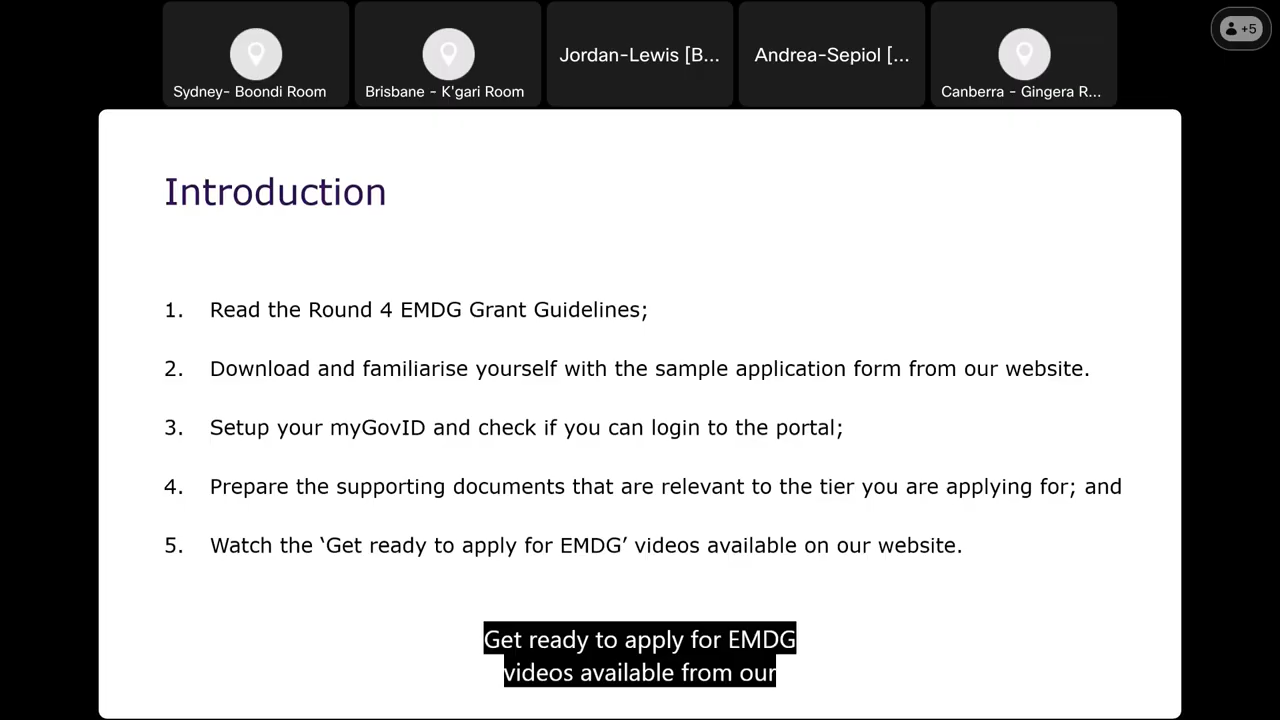 Sydney- Boondi Room
Brisbane - K'gari Room
Jordan-Lewis [B...
Andrea-Sepiol [...
Canberra - Gingera R...
+5
Introduction
1. Read the Round 4 EMDG Grant Guidelines;
2. Download and familiarise yourself with the sample application form from our website.
3. Setup your myGovID and check if you can login to the portal;
4. Prepare the supporting documents that are relevant to the tier you are applying for; and
5. Watch the ‘Get ready to apply for EMDG’ videos available on our website.
Get ready to apply for EMDG
videos available from our